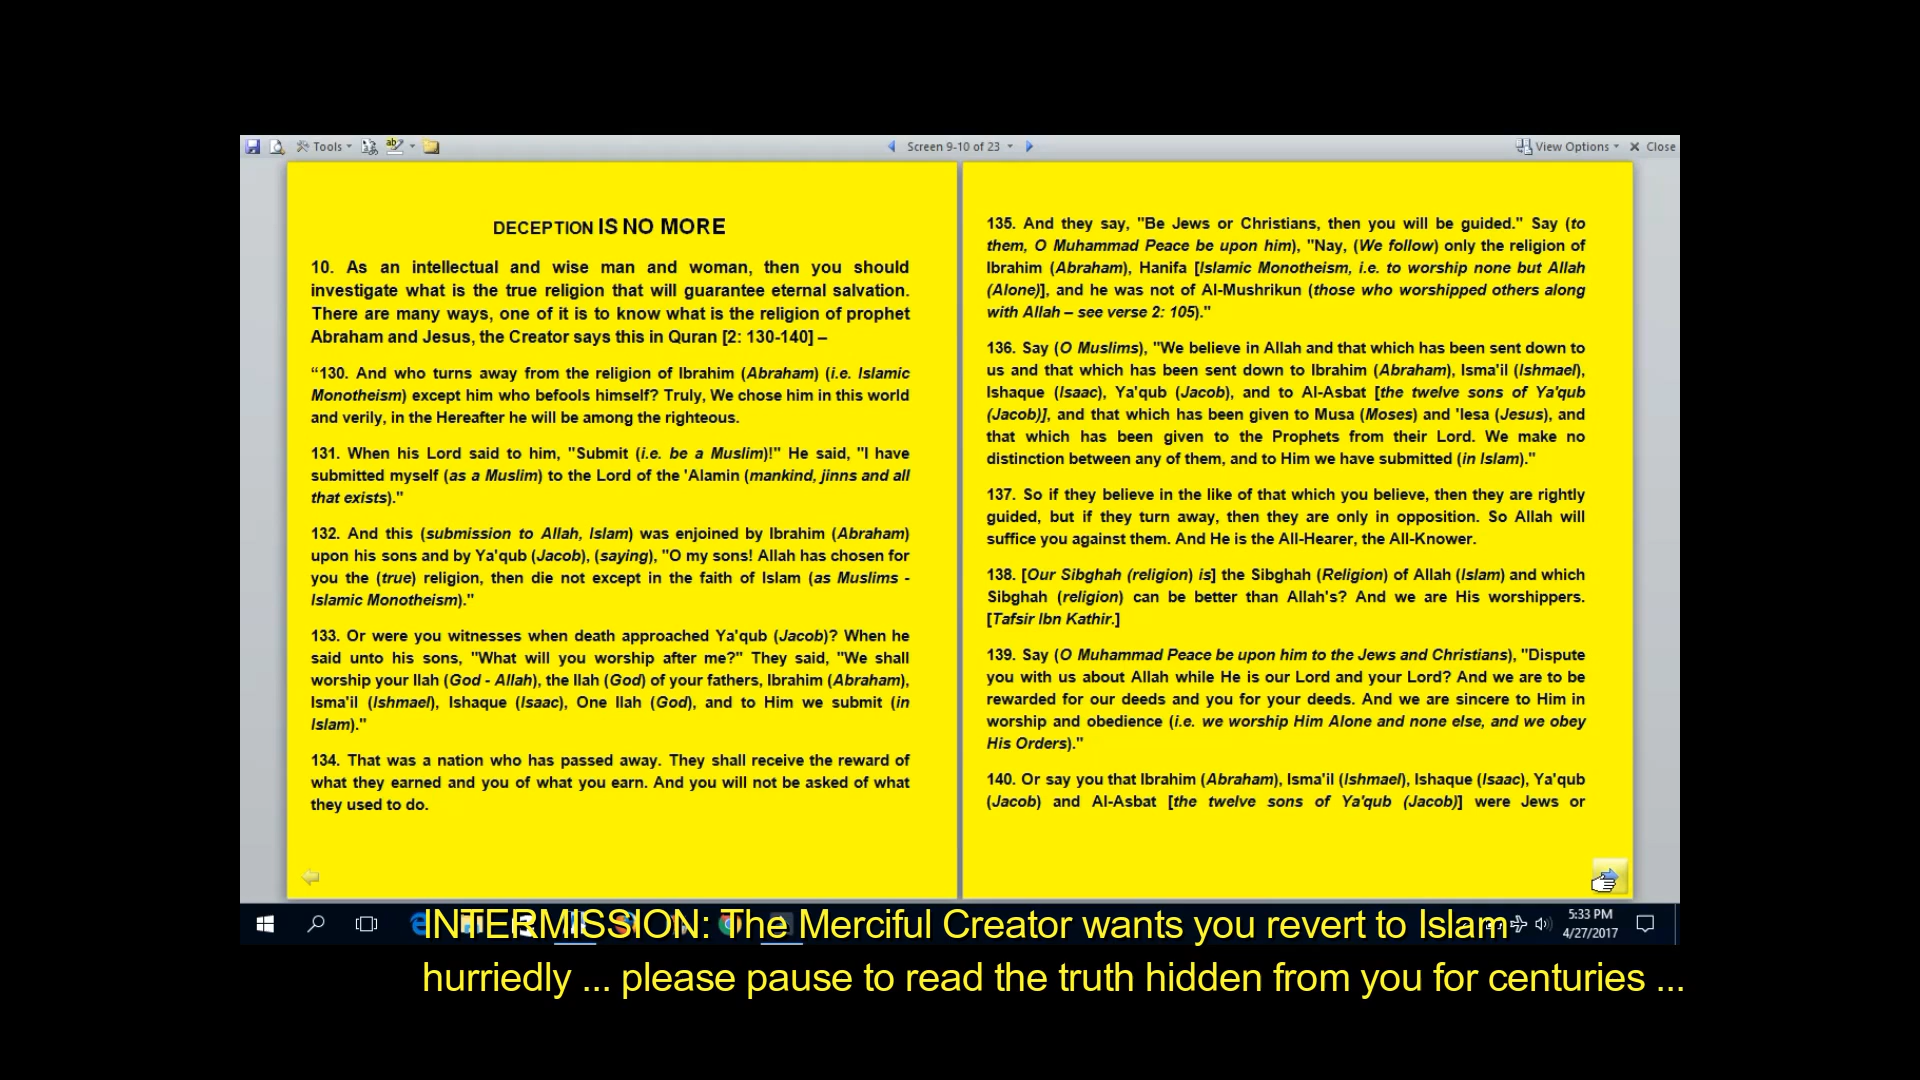 Tools
Screen 9-10 of 23
View Options
Close
DECEPTION IS NO MORE
10. As an intellectual and wise man and woman, then you should
investigate what is the true religion that will guarantee eternal salvation.
There are many ways, one of it is to know what is the religion of prophet
Abraham and Jesus, the Creator says this in Quran [2: 130-140] –
“130. And who turns away from the religion of Ibrahim (Abraham) (i.e. Islamic
Monotheism) except him who befools himself? Truly, We chose him in this world
and verily, in the Hereafter he will be among the righteous.
131. When his Lord said to him, "Submit (i.e. be a Muslim)!" He said, "I have
submitted myself (as a Muslim) to the Lord of the 'Alamin (mankind, jinns and all
that exists)."
132. And this (submission to Allah, Islam) was enjoined by Ibrahim (Abraham)
upon his sons and by Ya'qub (Jacob), (saying), "O my sons! Allah has chosen for
you the (true) religion, then die not except in the faith of Islam (as Muslims -
Islamic Monotheism)."
133. Or were you witnesses when death approached Ya'qub (Jacob)? When he
said unto his sons, "What will you worship after me?" They said, "We shall
worship your Ilah (God - Allah), the Ilah (God) of your fathers, Ibrahim (Abraham),
Isma'il (Ishmael), Ishaque (Isaac), One Ilah (God), and to Him we submit (in
Islam)."
134. That was a nation who has passed away. They shall receive the reward of
what they earned and you of what you earn. And you will not be asked of what
they used to do.
135. And they say, "Be Jews or Christians, then you will be guided." Say (to
them, O Muhammad Peace be upon him), "Nay, (We follow) only the religion of
Ibrahim (Abraham), Hanifa [Islamic Monotheism, i.e. to worship none but Allah
(Alone)], and he was not of Al-Mushrikun (those who worshipped others along
with Allah – see verse 2: 105)."
136. Say (O Muslims), "We believe in Allah and that which has been sent down to
us and that which has been sent down to Ibrahim (Abraham), Isma'il (Ishmael),
Ishaque (Isaac), Ya'qub (Jacob), and to Al-Asbat [the twelve sons of Ya'qub
(Jacob)], and that which has been given to Musa (Moses) and 'Iesa (Jesus), and
that which has been given to the Prophets from their Lord. We make no
distinction between any of them, and to Him we have submitted (in Islam)."
137. So if they believe in the like of that which you believe, then they are rightly
guided, but if they turn away, then they are only in opposition. So Allah will
suffice you against them. And He is the All-Hearer, the All-Knower.
138. [Our Sibghah (religion) is] the Sibghah (Religion) of Allah (Islam) and which
Sibghah (religion) can be better than Allah's? And we are His worshippers.
[Tafsir Ibn Kathir.]
139. Say (O Muhammad Peace be upon him to the Jews and Christians), "Dispute
you with us about Allah while He is our Lord and your Lord? And we are to be
rewarded for our deeds and you for your deeds. And we are sincere to Him in
worship and obedience (i.e. we worship Him Alone and none else, and we obey
His Orders)."
140. Or say you that Ibrahim (Abraham), Isma'il (Ishmael), Ishaque (Isaac), Ya'qub
(Jacob) and Al-Asbat [the twelve sons of Ya'qub (Jacob)] were Jews or
5:33 PM
4/27/2017
INTERMISSION: The Merciful Creator wants you revert to Islam
hurriedly ... please pause to read the truth hidden from you for centuries ...